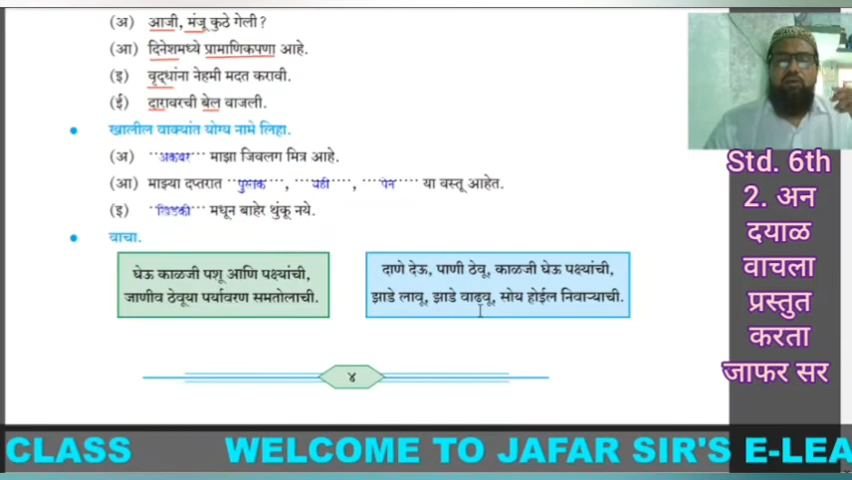 (अ) आजी, मंजू कुठे गेली?
(आ) दिनेशमध्ये प्रामाणिकपणा आहे.
(इ) वृद्धांना नेहमी मदत करावी.
(ई) दारावरची बेल वाजली.
• खालील वाक्यांत योग्य नामे लिहा.
(अ) अकबर माझा जिवलग मित्र आहे.
(आ) माझ्या दप्तरात पुस्तक, वही, पेन या वस्तू आहेत.
(इ) खिडकी मधून बाहेर थुंकू नये.
• वाचा.
घेऊ काळजी पशू आणि पक्ष्यांची,
जाणीव ठेवूया पर्यावरण समतोलाची.
दाणे देऊ, पाणी ठेवू, काळजी घेऊ पक्ष्यांची,
झाडे लावू, झाडे वाढवू, सोय होईल निवाऱ्याची.
४
Std. 6th
2. अन
दयाळ
वाचला
प्रस्तुत
करता
जाफर सर
CLASS WELCOME TO JAFAR SIR'S E-LEA